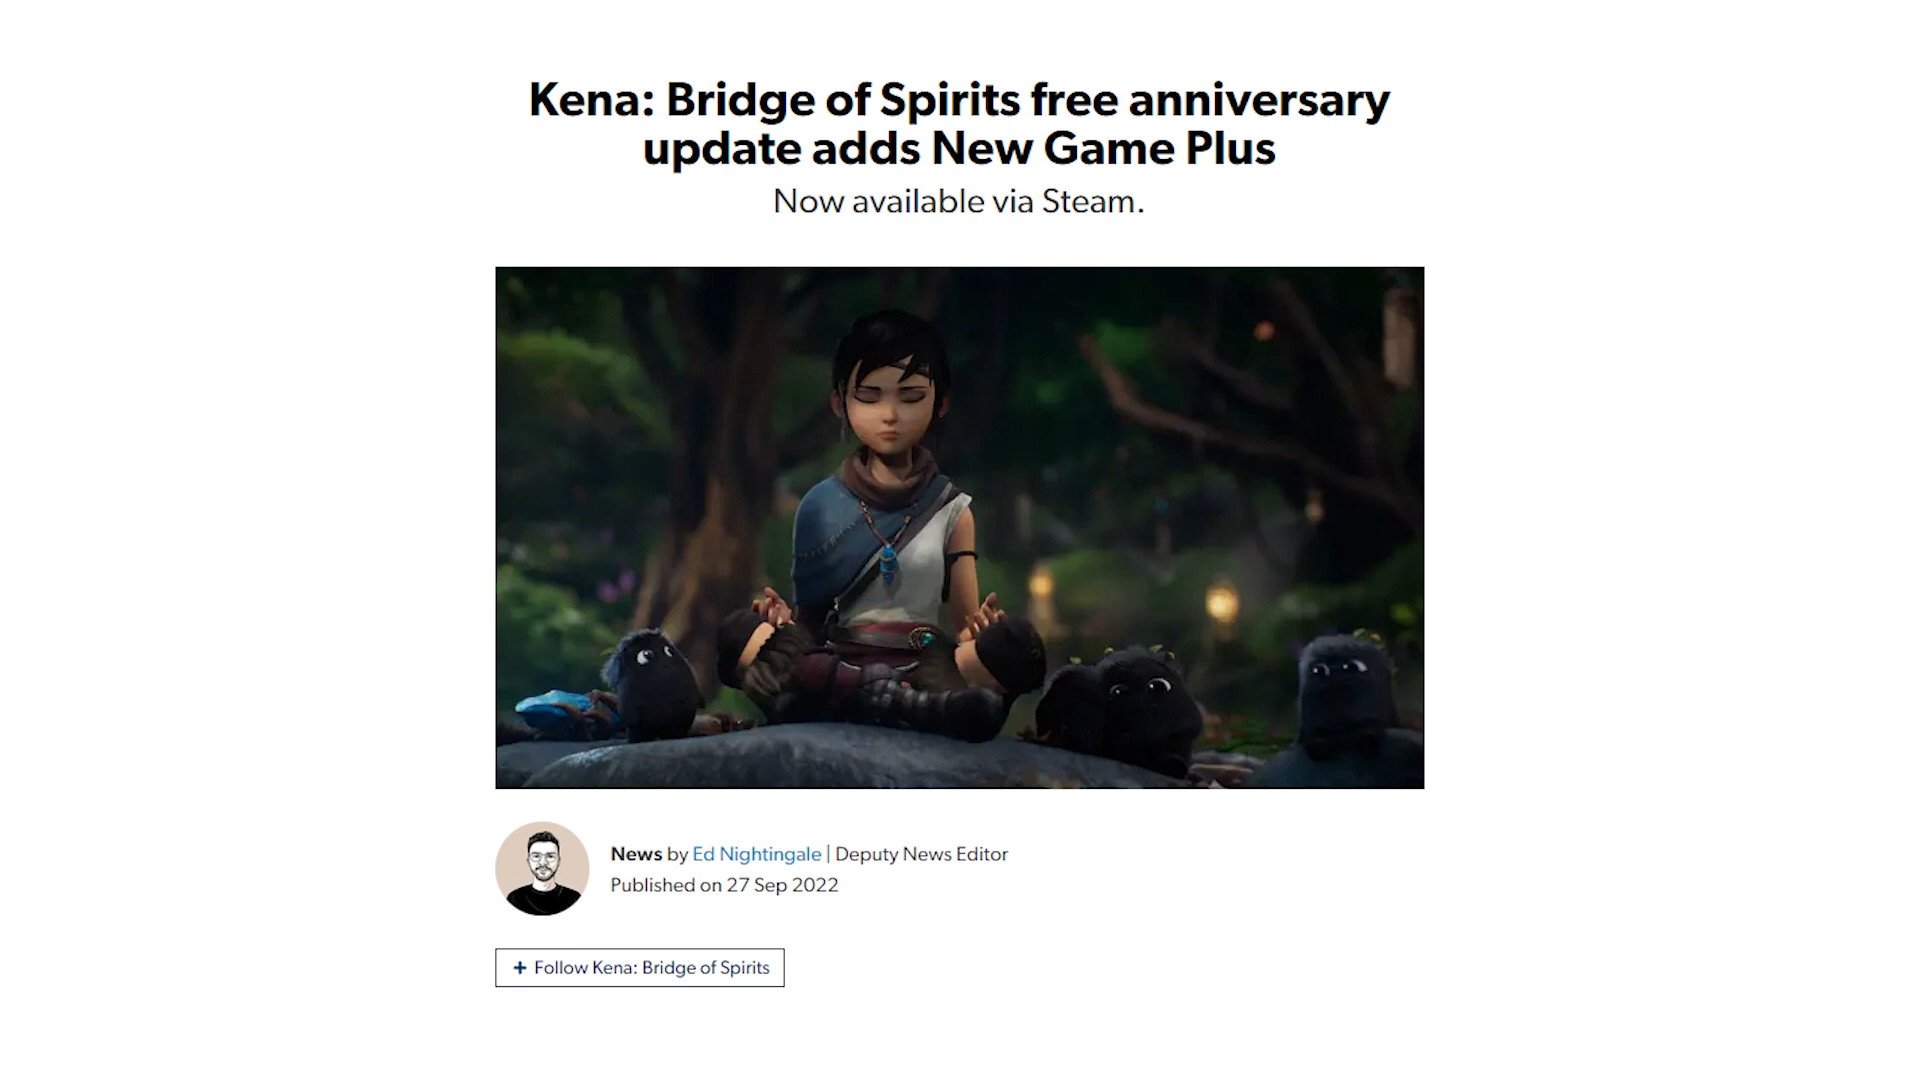 Kena: Bridge of Spirits free anniversary
update adds New Game Plus
Now available via Steam.
News by Ed Nightingale | Deputy News Editor
Published on 27 Sep 2022
+ Follow Kena: Bridge of Spirits